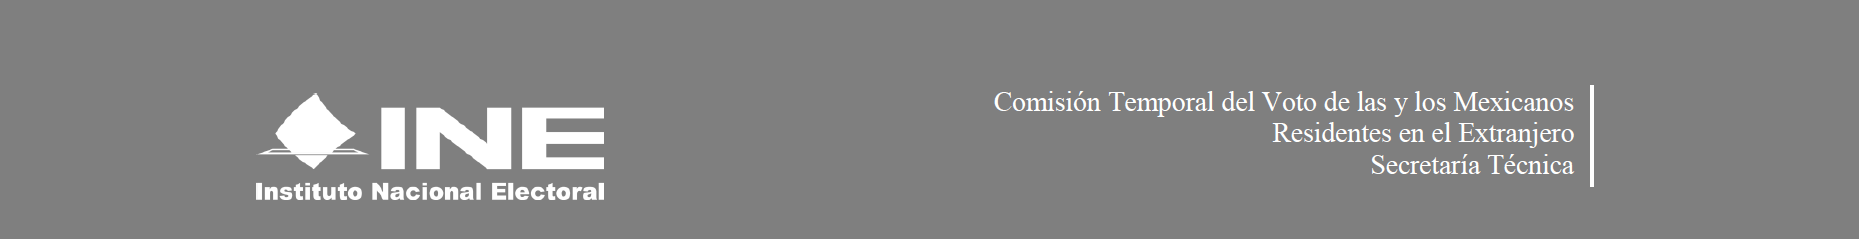 INE
Instituto Nacional Electoral
Comisión Temporal del Voto de las y los Mexicanos
Residentes en el Extranjero
Secretaría Técnica